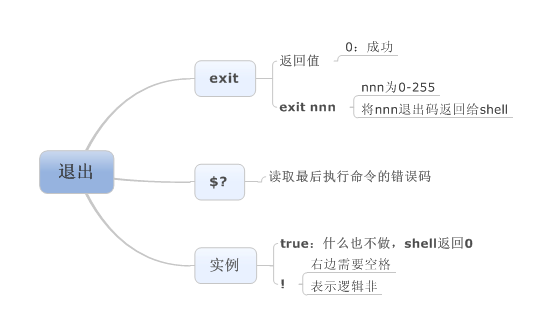 退出
exit
返回值
0：成功
exit nnn
nnn为0-255
将nnn退出码返回给shell
$?
读取最后执行命令的错误码
实例
true：什么也不做，shell返回0
!
右边需要空格
表示逻辑非